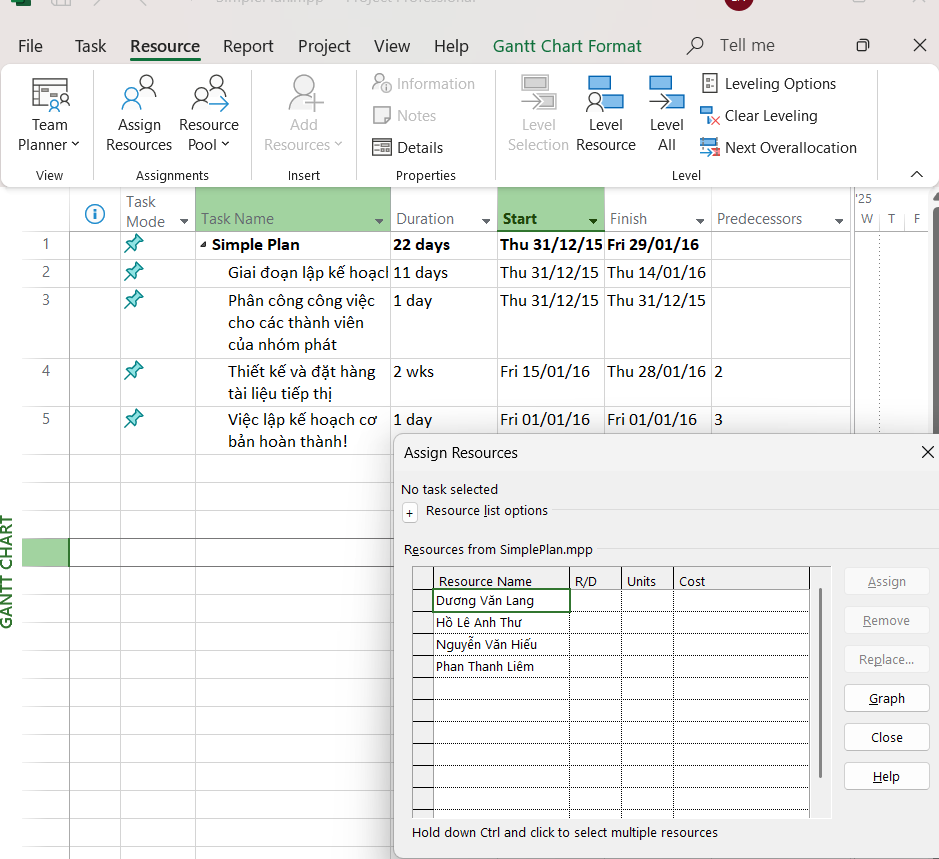 File Task Resource Report Project View Help Gantt Chart Format Tell me
Team Planner
Assign Resources
Resource Pool
Add Resources
Information
Notes
Details
Level Selection
Level Resource
Level All
Leveling Options
Clear Leveling
Next Overallocation
View Assignments Insert Properties Level
Task Mode Task Name Duration Start Finish Predecessors '25
W T F
1 Simple Plan 22 days Thu 31/12/15 Fri 29/01/16
2 Giai đoạn lập kế hoạch 11 days Thu 31/12/15 Thu 14/01/16
3 Phân công công việc 1 day Thu 31/12/15 Thu 31/12/15
cho các thành viên
của nhóm phát
4 Thiết kế và đặt hàng 2 wks Fri 15/01/16 Thu 28/01/16 2
tài liệu tiếp thị
5 Việc lập kế hoạch cơ 1 day Fri 01/01/16 Fri 01/01/16 3
bản hoàn thành!
GANTT CHART
Assign Resources
No task selected
+ Resource list options
Resources from SimplePlan.mpp
Resource Name R/D Units Cost
Dương Văn Lang
Hồ Lê Anh Thư
Nguyễn Văn Hiếu
Phan Thanh Liêm
Assign
Remove
Replace...
Graph
Close
Help
Hold down Ctrl and click to select multiple resources